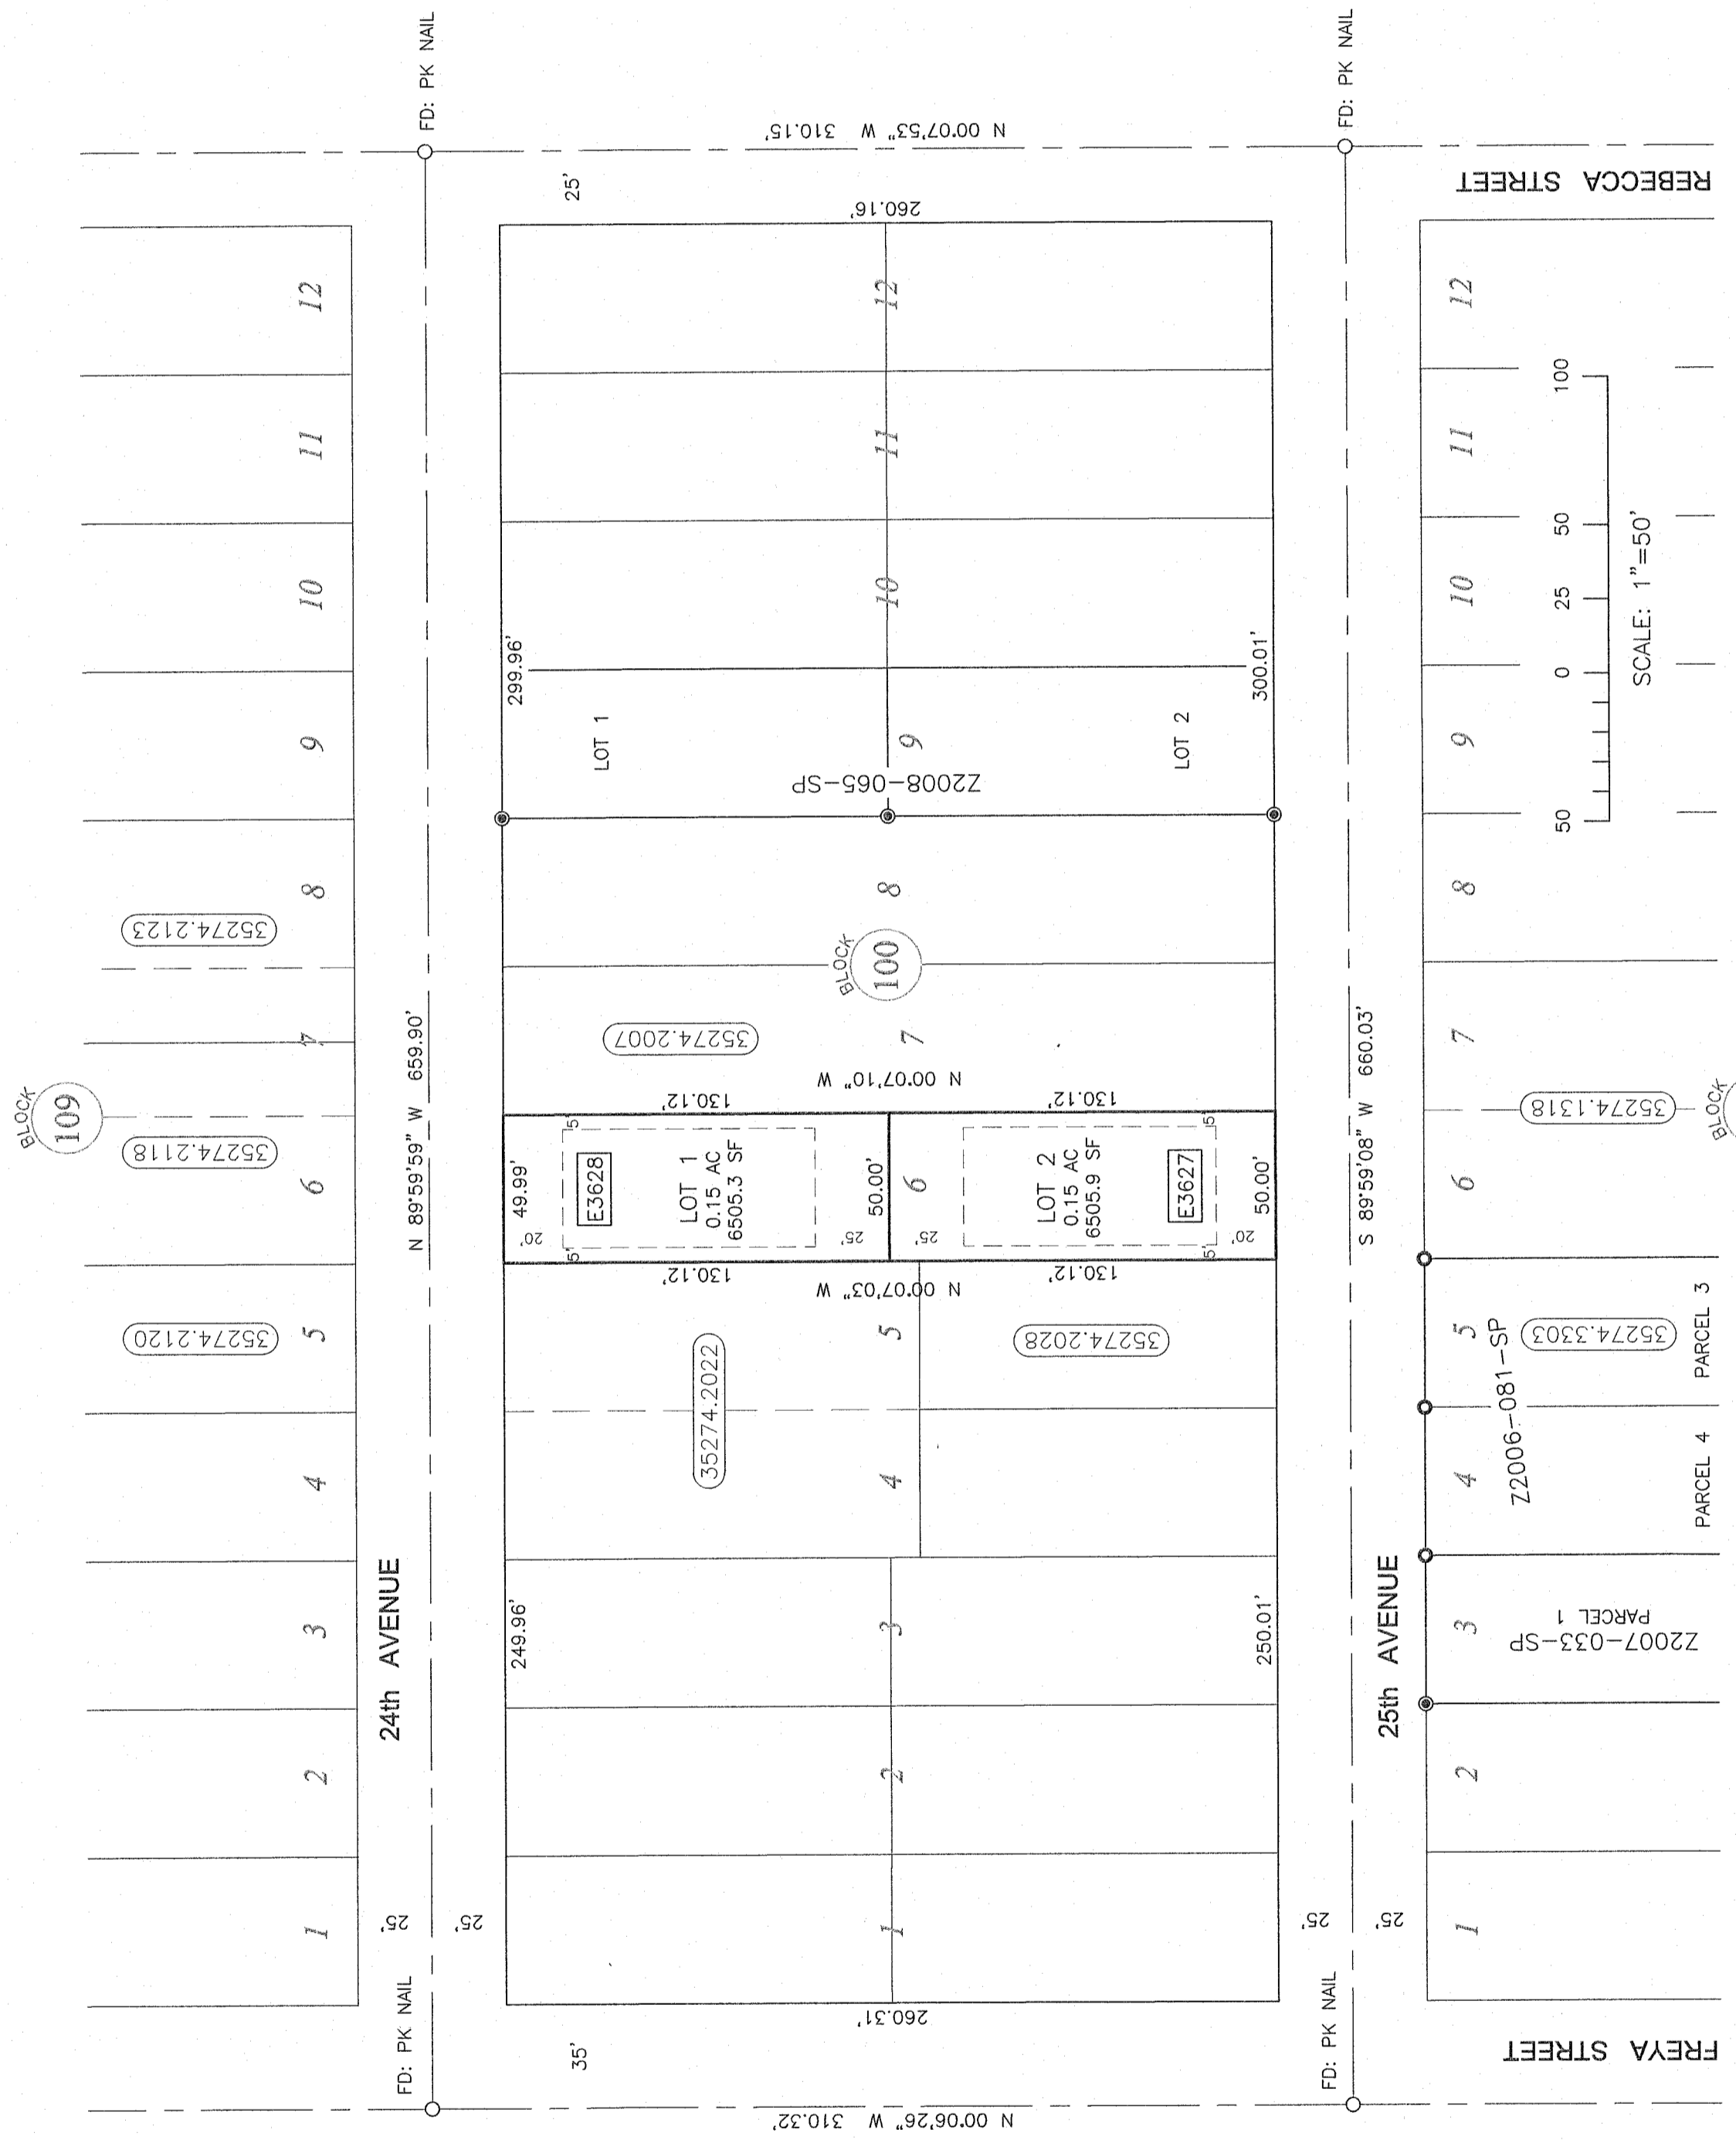 BLOCK
109
35274.2120
35274.2118
35274.2123
1
2
3
4
5
6
7
8
9
10
11
12
FD: PK NAIL
25'
24th AVENUE
N 89°59'59" W 659.90'
FD: PK NAIL
25'
35'
N 00°06'26" W 310.32'
260.31'
249.96'
49.99'
299.96'
25'
260.16'
N 00°07'53" W 310.15'
20'
5'
5'
E3628
LOT 1
0.15 AC
6505.3 SF
25'
50.00'
130.12'
130.12'
N 00°07'03" W
N 00°07'10" W
35274.2022
35274.2007
LOT 1
Z2008-065-SP
BLOCK
100
1
2
3
4
5
6
7
8
9
10
11
12
25'
LOT 2
0.15 AC
6505.9 SF
130.12'
130.12'
E3627
5'
5'
20'
50.00'
35274.2028
LOT 2
250.01'
300.01'
FD: PK NAIL
25'
S 89°59'08" W 660.03'
FD: PK NAIL
25'
25th AVENUE
FREYA STREET
REBECCA STREET
1
2
3
4
5
6
7
8
9
10
11
12
Z2007-033-SP
PARCEL 1
Z2006-081-SP
35274.3303
PARCEL 4
PARCEL 3
35274.1318
BLOCK
50
0
25
50
100
SCALE: 1"=50'